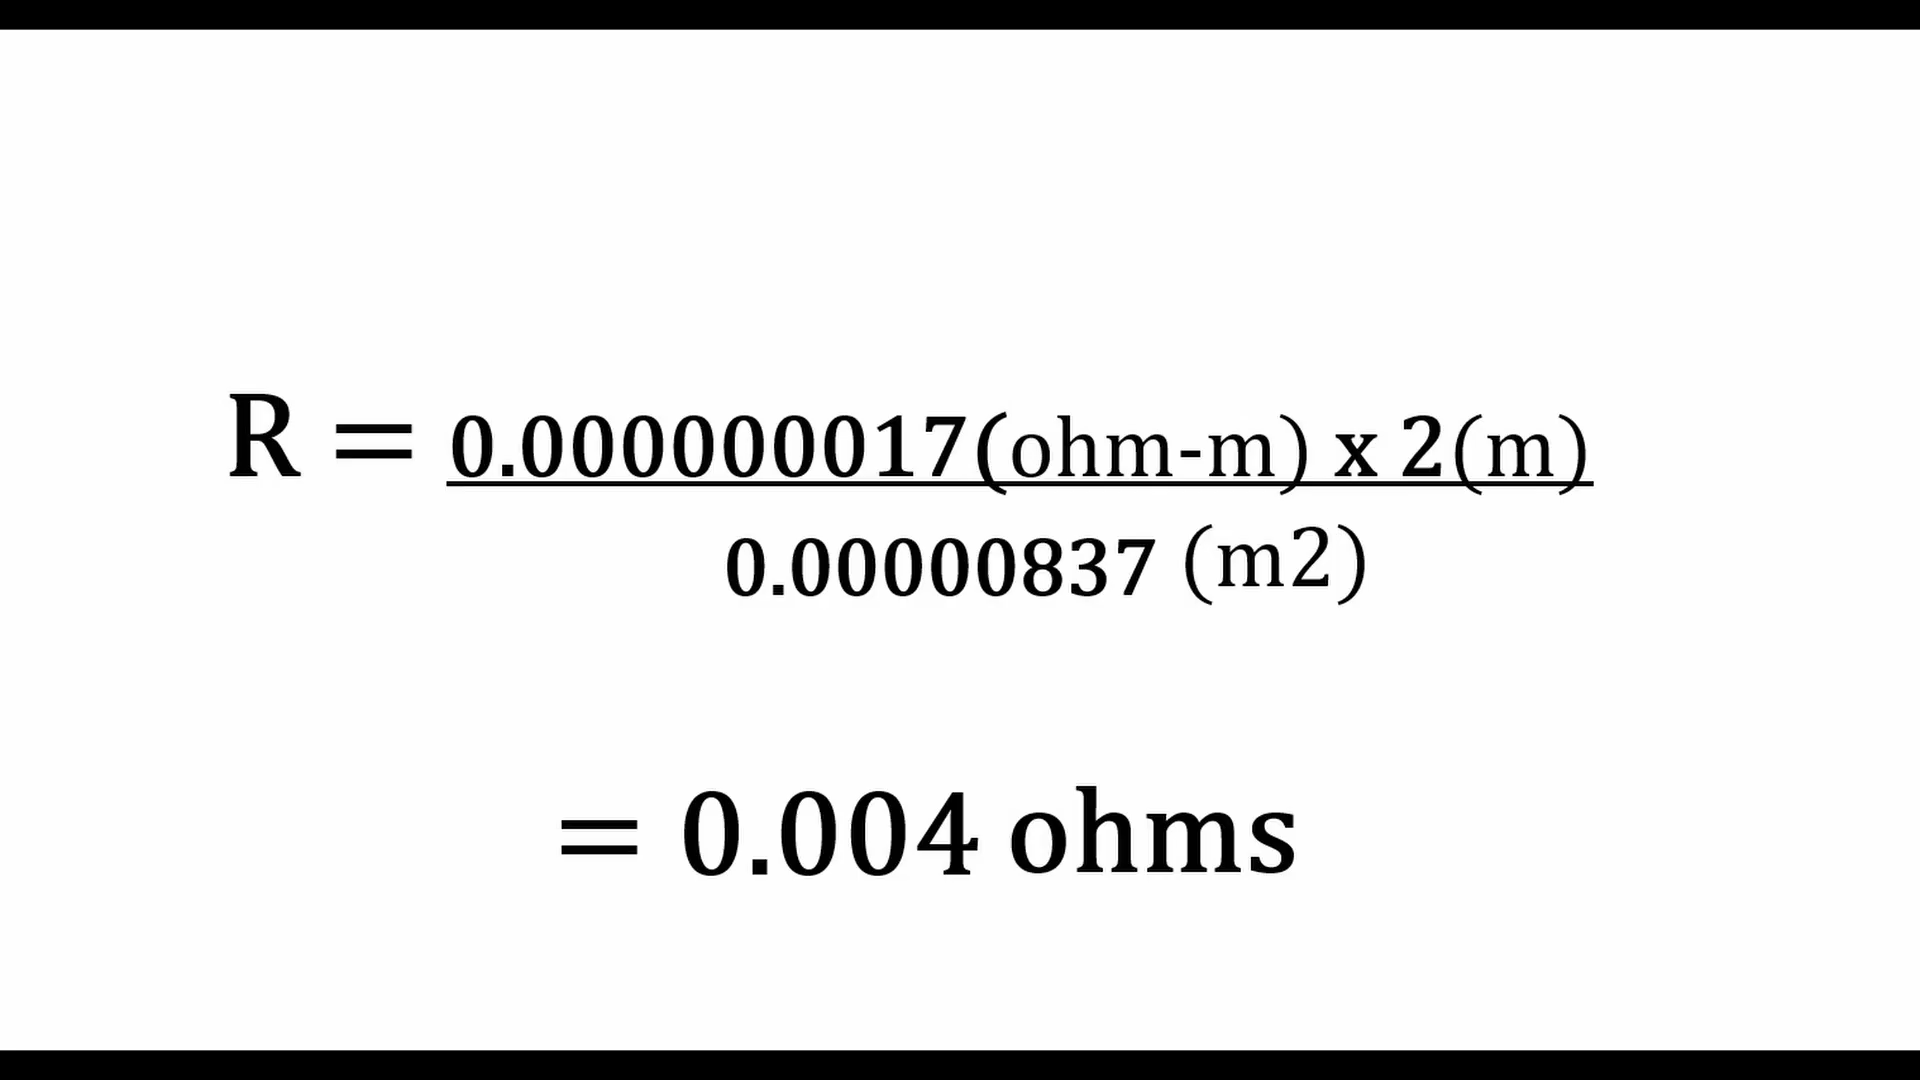 R = 0.000000017(ohm-m) x 2(m)
0.00000837 (m2)
= 0.004 ohms